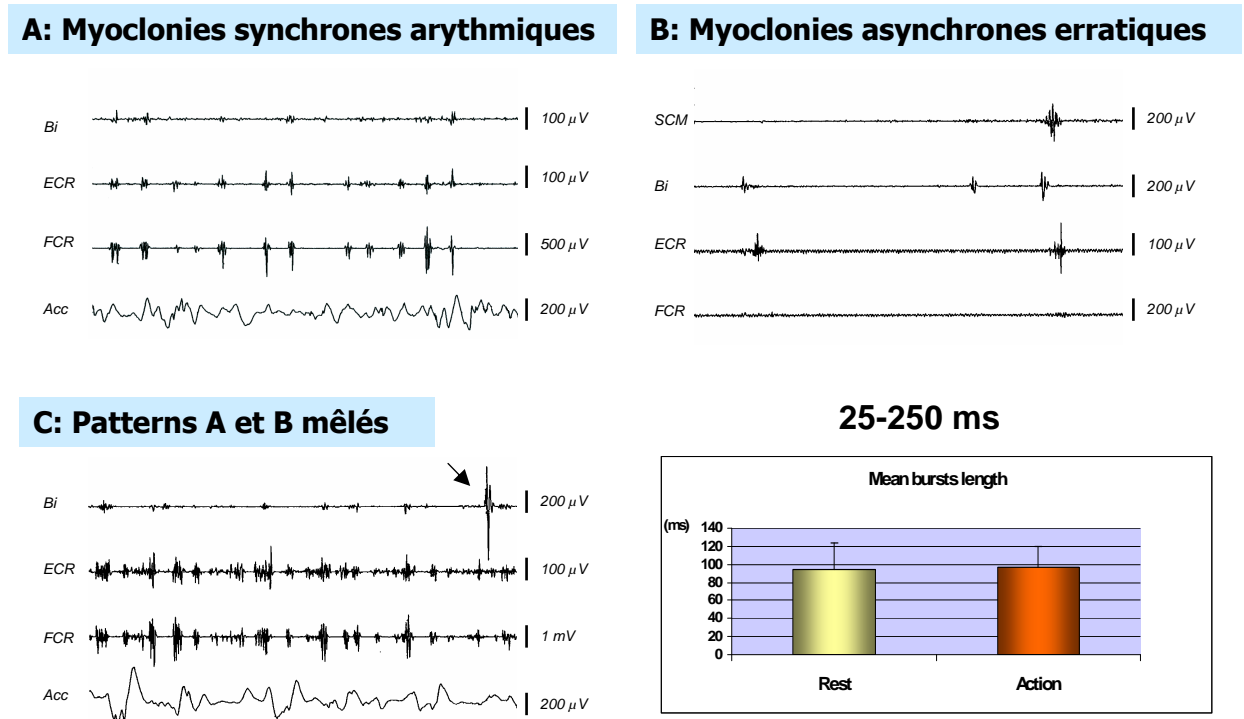 A: Myoclonies synchrones arythmiques
Bi
100 μV
ECR
100 μV
FCR
500 μV
Acc
200 μV
B: Myoclonies asynchrones erratiques
SCM
200 μV
Bi
200 μV
ECR
100 μV
FCR
200 μV
C: Patterns A et B mêlés
Bi
200 μV
ECR
100 μV
FCR
1 mV
Acc
200 μV
25-250 ms
Mean bursts length
(ms)
140
120
100
80
60
40
20
0
Rest
Action